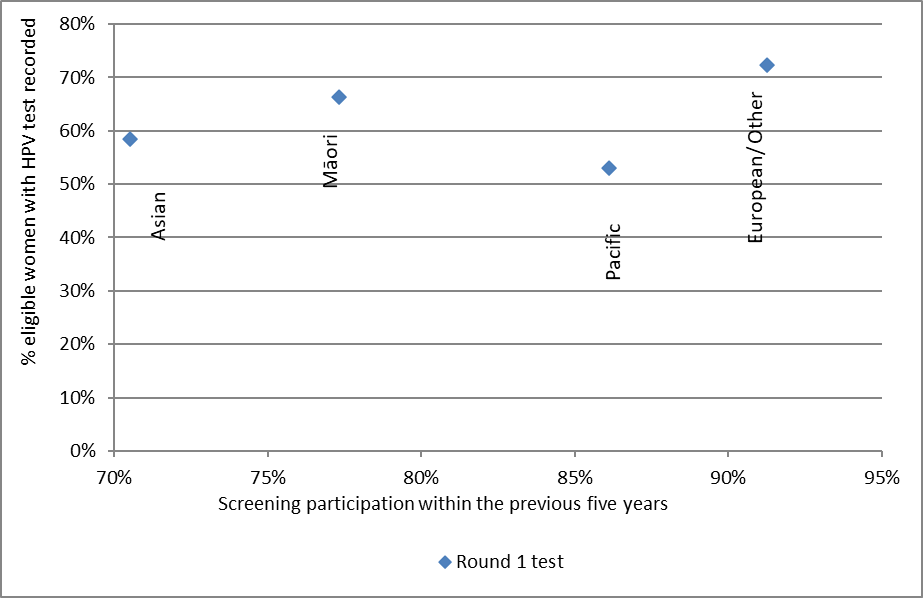 % eligible women with HPV test recorded
80%
70%
60%
50%
40%
30%
20%
10%
0%
Asian
Māori
Pacific
European/Other
70%
75%
80%
85%
90%
95%
Screening participation within the previous five years
Round 1 test